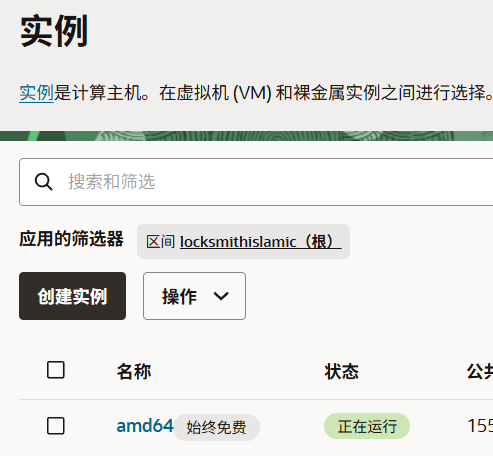 实例
实例是计算主机。在虚拟机 (VM) 和裸金属实例之间进行选择。
搜索和筛选
应用的筛选器 区间 locksmithislamic（根）
创建实例 操作
名称 状态 公共
amd64 始终免费 正在运行 155